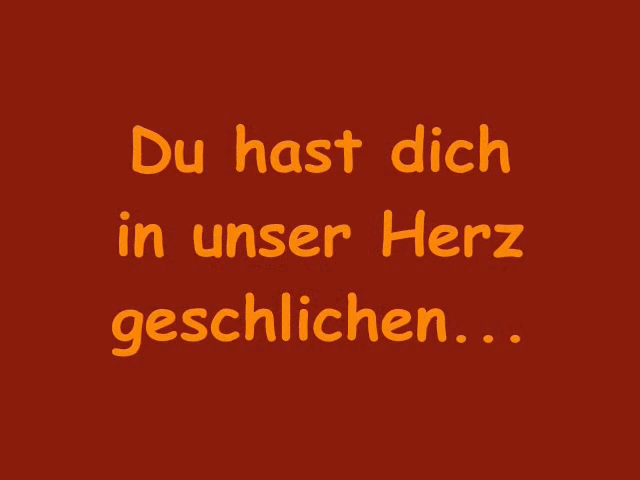 Du hast dich
in unser Herz
geschlichen...